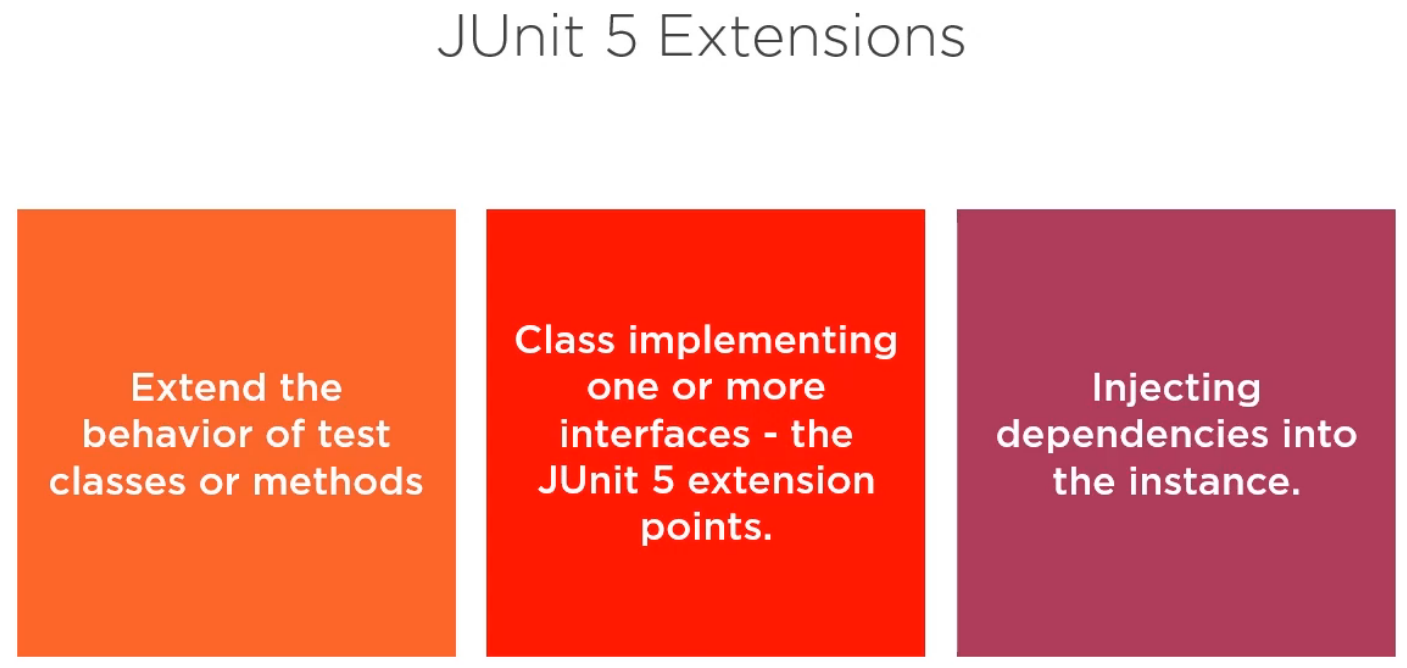 JUnit 5 Extensions
Extend the
behavior of test
classes or methods
Class implementing
one or more
interfaces - the
JUnit 5 extension
points.
Injecting
dependencies into
the instance.